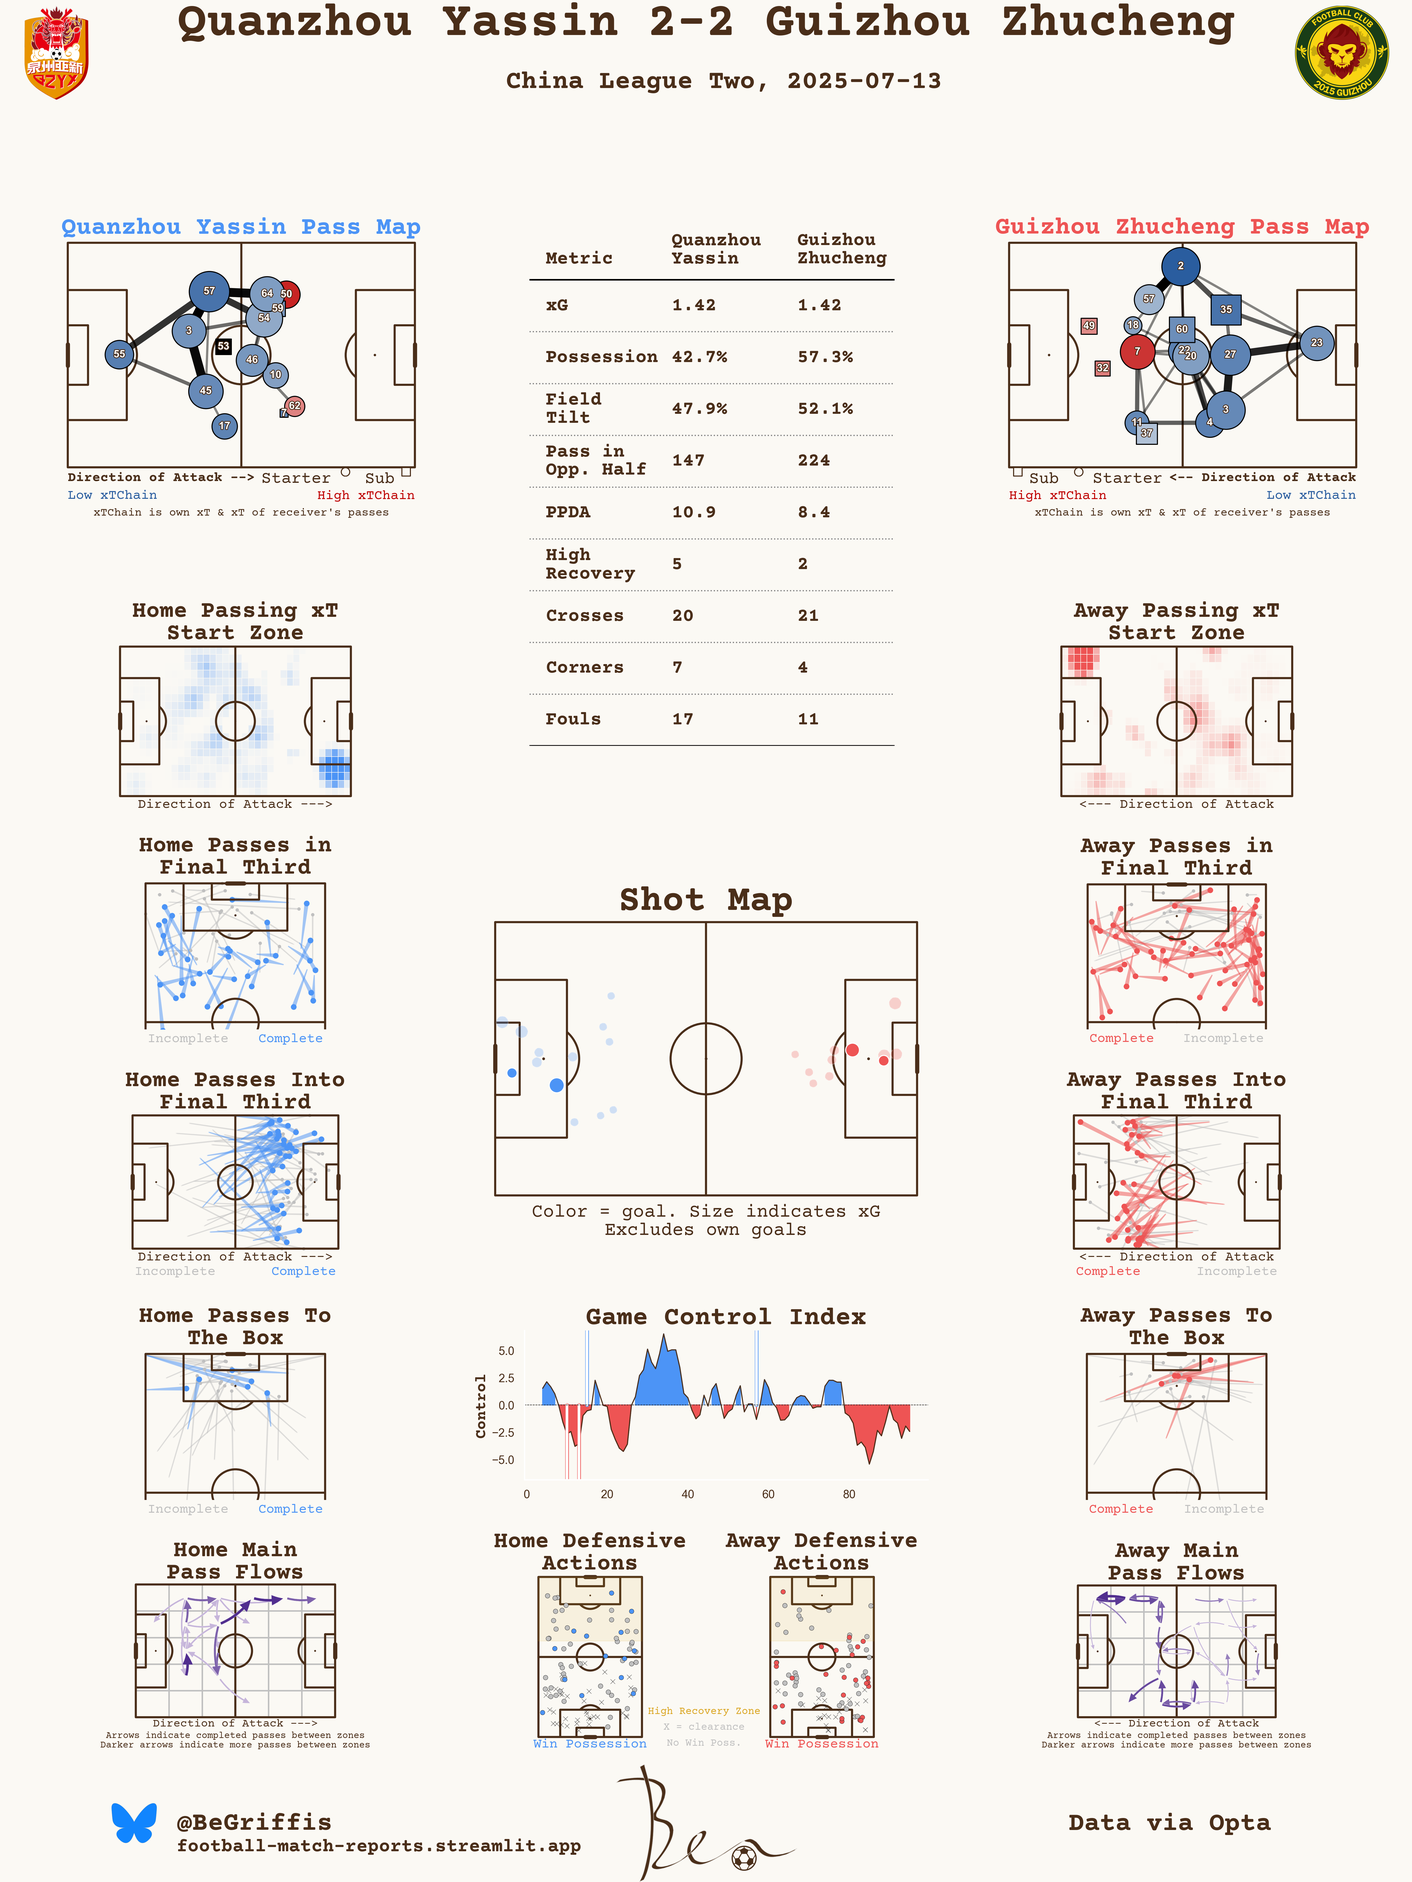 Quanzhou Yassin 2-2 Guizhou Zhucheng
China League Two, 2025-07-13
泉州亚新
QZYX
FOOTBALL CLUB
2015 GUIZHOU
Quanzhou Yassin Pass Map
57
64
50
59
54
3
53
55
46
10
45
62
7
17
Direction of Attack --> Starter Sub
Low xTChain High xTChain
xTChain is own xT & xT of receiver's passes
Metric Quanzhou Yassin Guizhou Zhucheng
xG 1.42 1.42
Possession 42.7% 57.3%
Field Tilt 47.9% 52.1%
Pass in Opp. Half 147 224
PPDA 10.9 8.4
High Recovery 5 2
Crosses 20 21
Corners 7 4
Fouls 17 11
Guizhou Zhucheng Pass Map
2
57
35
49
18
60
23
7
22
20
27
32
3
11
4
37
Sub Starter <-- Direction of Attack
High xTChain Low xTChain
xTChain is own xT & xT of receiver's passes
Home Passing xT
Start Zone
Direction of Attack --->
Away Passing xT
Start Zone
<--- Direction of Attack
Home Passes in
Final Third
Incomplete Complete
Away Passes in
Final Third
Complete Incomplete
Shot Map
Color = goal. Size indicates xG
Excludes own goals
Home Passes Into
Final Third
Direction of Attack --->
Incomplete Complete
Away Passes Into
Final Third
<--- Direction of Attack
Complete Incomplete
Home Passes To
The Box
Incomplete Complete
Game Control Index
Control
5.0
2.5
0.0
−2.5
−5.0
0 20 40 60 80
Away Passes To
The Box
Complete Incomplete
Home Main
Pass Flows
Direction of Attack --->
Arrows indicate completed passes between zones
Darker arrows indicate more passes between zones
Home Defensive
Actions
Win Possession
Away Defensive
Actions
Win Possession
High Recovery Zone
X = clearance
No Win Poss.
Away Main
Pass Flows
<--- Direction of Attack
Arrows indicate completed passes between zones
Darker arrows indicate more passes between zones
@BeGriffis
football-match-reports.streamlit.app
Ben
Data via Opta